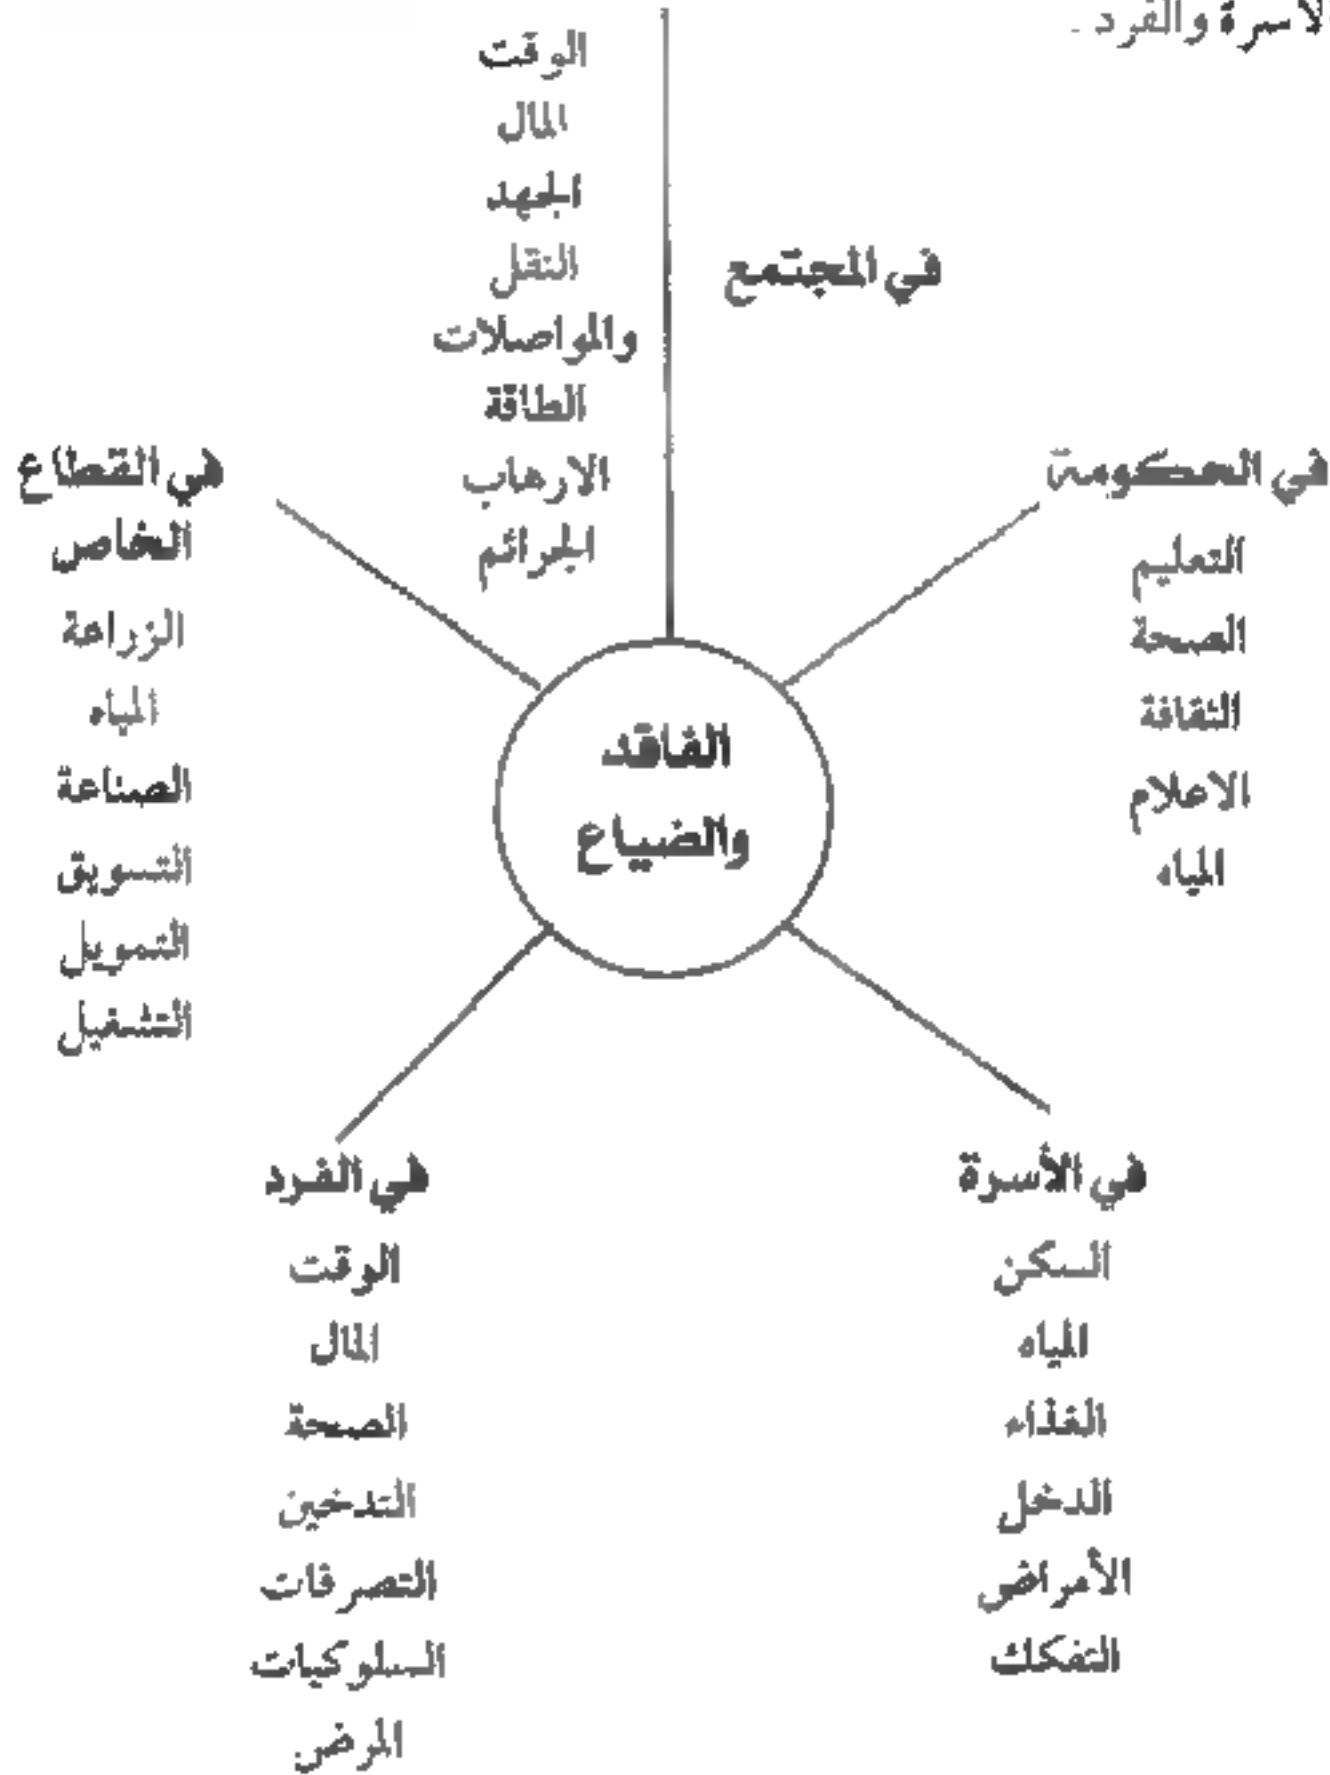 الاسرة والفرد .
في المجتمع
الوقت
المال
الجهد
النقل
والمواصلات
الطاقة
الارهاب
الجرائم
في الحكومة
التعليم
الصحة
الثقافة
الاعلام
المياه
في القطاع
الخاص
الزراعة
المياه
الصناعة
التسويق
التمويل
التشغيل
الفاقد
والضياع
في الأسرة
السكن
المياه
الغذاء
الدخل
الأمراض
التفكك
في الفرد
الوقت
المال
الصحة
التدخين
التصرفات
السلوكيات
المرض